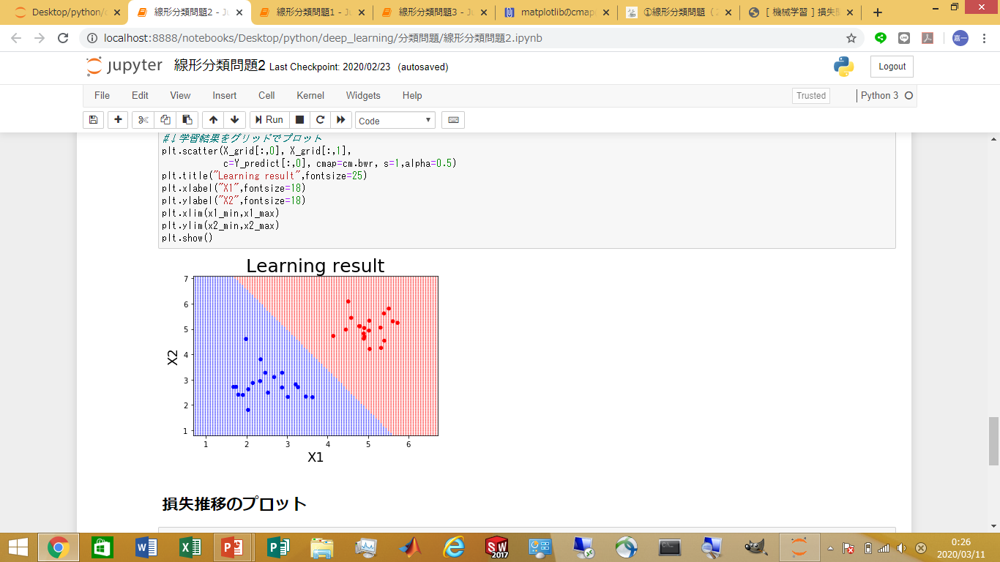 Desktop/python/d
線形分類問題2 - Ju
線形分類問題1 - Ju
線形分類問題3 - Ju
matplotlibのcmap
①線形分類問題（2
[ 機械学習 ] 損失関
localhost:8888/notebooks/Desktop/python/deep_learning/分類問題/線形分類問題2.ipynb
嘉一
jupyter 線形分類問題2 Last Checkpoint: 2020/02/23 (autosaved)
Logout
File Edit View Insert Cell Kernel Widgets Help
Trusted
Python 3
Run
Code
#↓学習結果をグリッドでプロット
plt.scatter(X_grid[:,0], X_grid[:,1],
c=Y_predict[:,0], cmap=cm.bwr, s=1,alpha=0.5)
plt.title("Learning result",fontsize=25)
plt.xlabel("X1",fontsize=18)
plt.ylabel("X2",fontsize=18)
plt.xlim(x1_min,x1_max)
plt.ylim(x2_min,x2_max)
plt.show()
Learning result
7
6
5
4
3
2
1
X2
1 2 3 4 5 6
X1
損失推移のプロット
SW
2017
0:26
2020/03/11